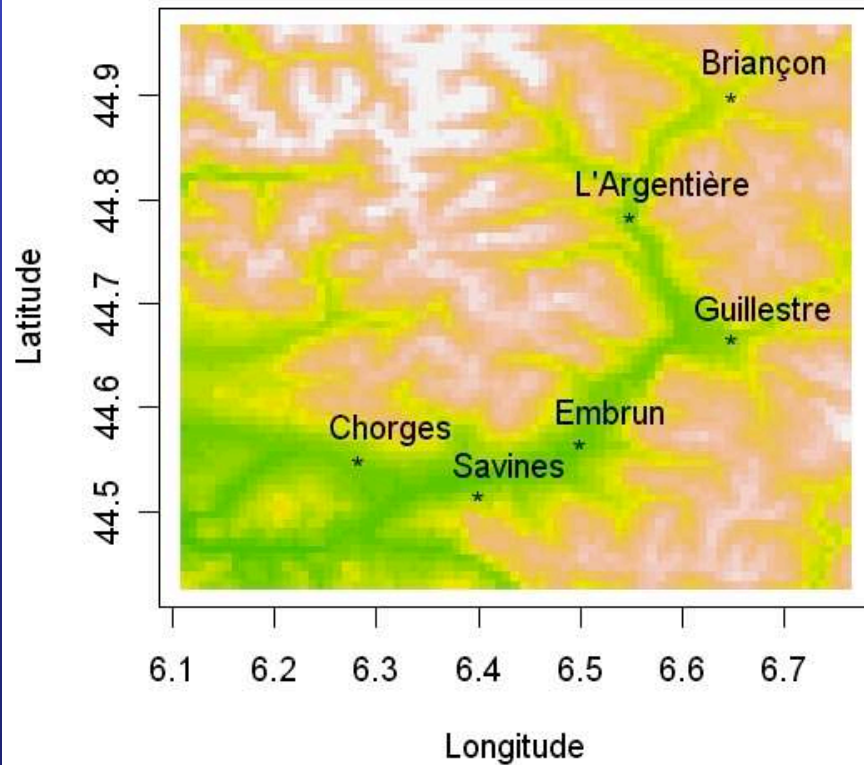 Briançon
*
L'Argentière
*
Guillestre
*
Embrun
*
Chorges
*
Savines
*
Latitude
44.9
44.8
44.7
44.6
44.5
6.1 6.2 6.3 6.4 6.5 6.6 6.7
Longitude